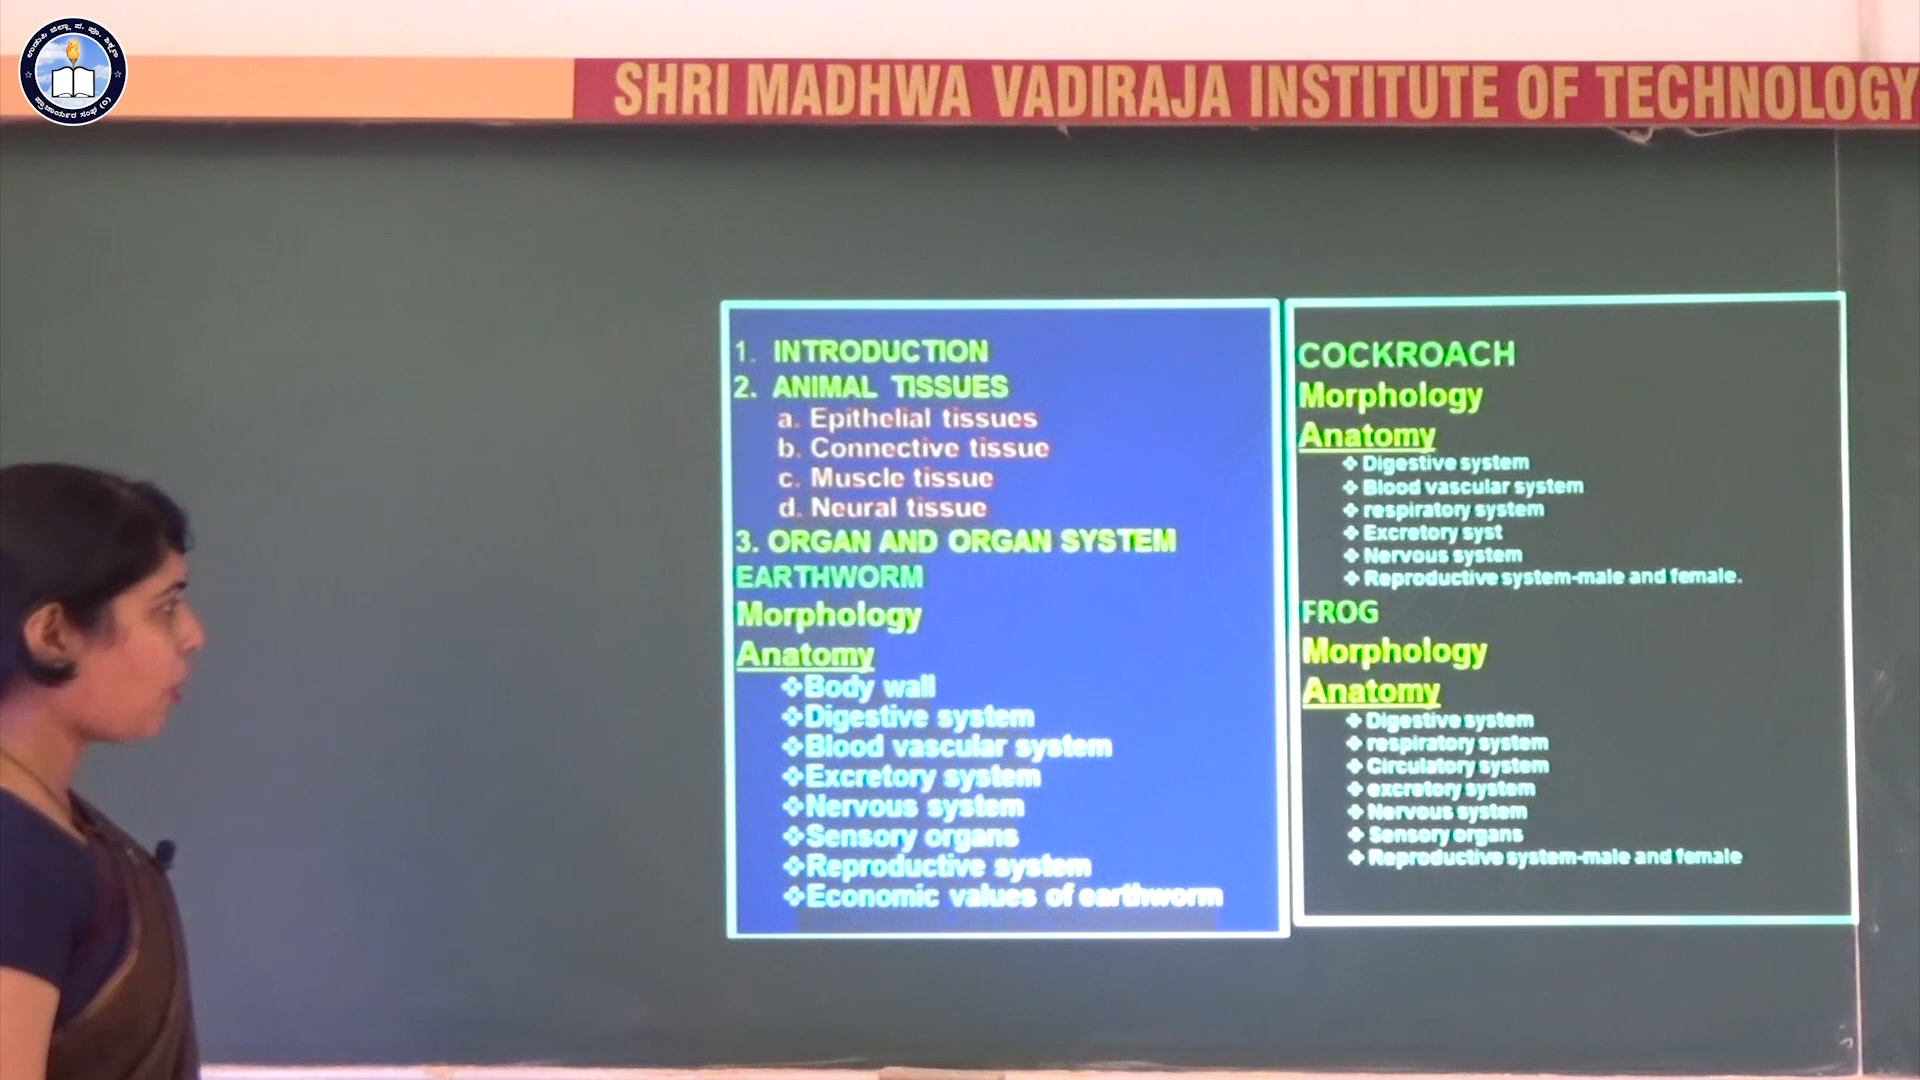 ಉಡುಪಿ ಜಿಲ್ಲಾ ಪ. ಪೂ. ಶಿಕ್ಷಣ
ಪ್ರಾಚಾರ್ಯರ ಸಂಘ (ರಿ)
SHRI MADHWA VADIRAJA INSTITUTE OF TECHNOLOGY
1. INTRODUCTION
2. ANIMAL TISSUES
a. Epithelial tissues
b. Connective tissue
c. Muscle tissue
d. Neural tissue
3. ORGAN AND ORGAN SYSTEM
EARTHWORM
Morphology
Anatomy
❖Body wall
❖Digestive system
❖Blood vascular system
❖Excretory system
❖Nervous system
❖Sensory organs
❖Reproductive system
❖Economic values of earthworm
COCKROACH
Morphology
Anatomy
❖ Digestive system
❖ Blood vascular system
❖ respiratory system
❖ Excretory syst
❖ Nervous system
❖ Reproductive system-male and female.
FROG
Morphology
Anatomy
❖ Digestive system
❖ respiratory system
❖ Circulatory system
❖ excretory system
❖ Nervous system
❖ Sensory organs
❖ Reproductive system-male and female